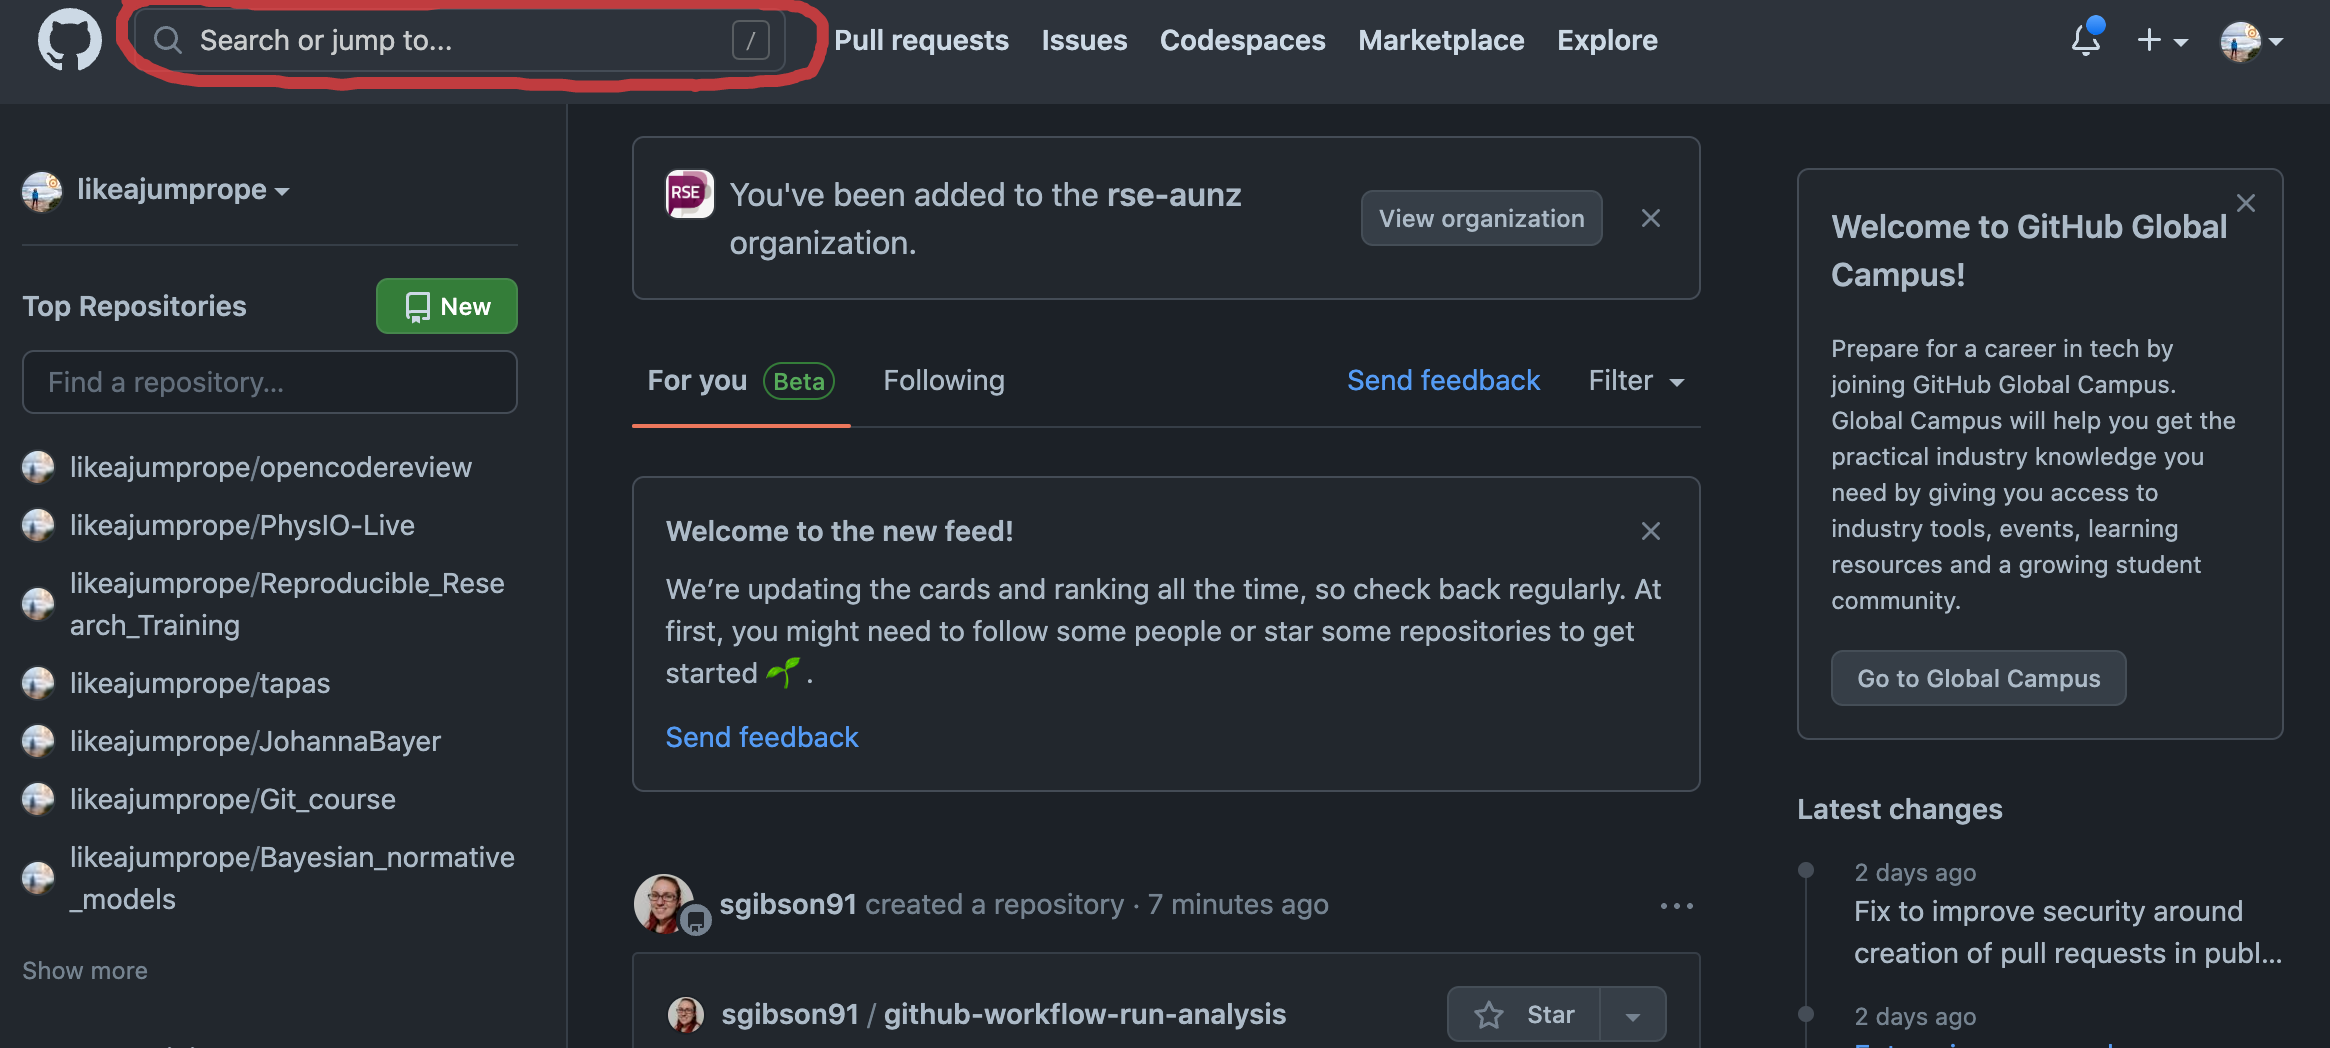 Search or jump to...
/
Pull requests
Issues
Codespaces
Marketplace
Explore
likeajumprope
Top Repositories
New
Find a repository...
likeajumprope/opencodereview
likeajumprope/PhysIO-Live
likeajumprope/Reproducible_Rese
arch_Training
likeajumprope/tapas
likeajumprope/JohannaBayer
likeajumprope/Git_course
likeajumprope/Bayesian_normative
_models
Show more
RSE
You've been added to the rse-aunz
organization.
View organization
For you
Beta
Following
Send feedback
Filter
Welcome to the new feed!
We’re updating the cards and ranking all the time, so check back regularly. At
first, you might need to follow some people or star some repositories to get
started 🌱 .
Send feedback
sgibson91 created a repository · 7 minutes ago
sgibson91 / github-workflow-run-analysis
Star
Welcome to GitHub Global
Campus!
Prepare for a career in tech by
joining GitHub Global Campus.
Global Campus will help you get the
practical industry knowledge you
need by giving you access to
industry tools, events, learning
resources and a growing student
community.
Go to Global Campus
Latest changes
2 days ago
Fix to improve security around
creation of pull requests in publ...
2 days ago